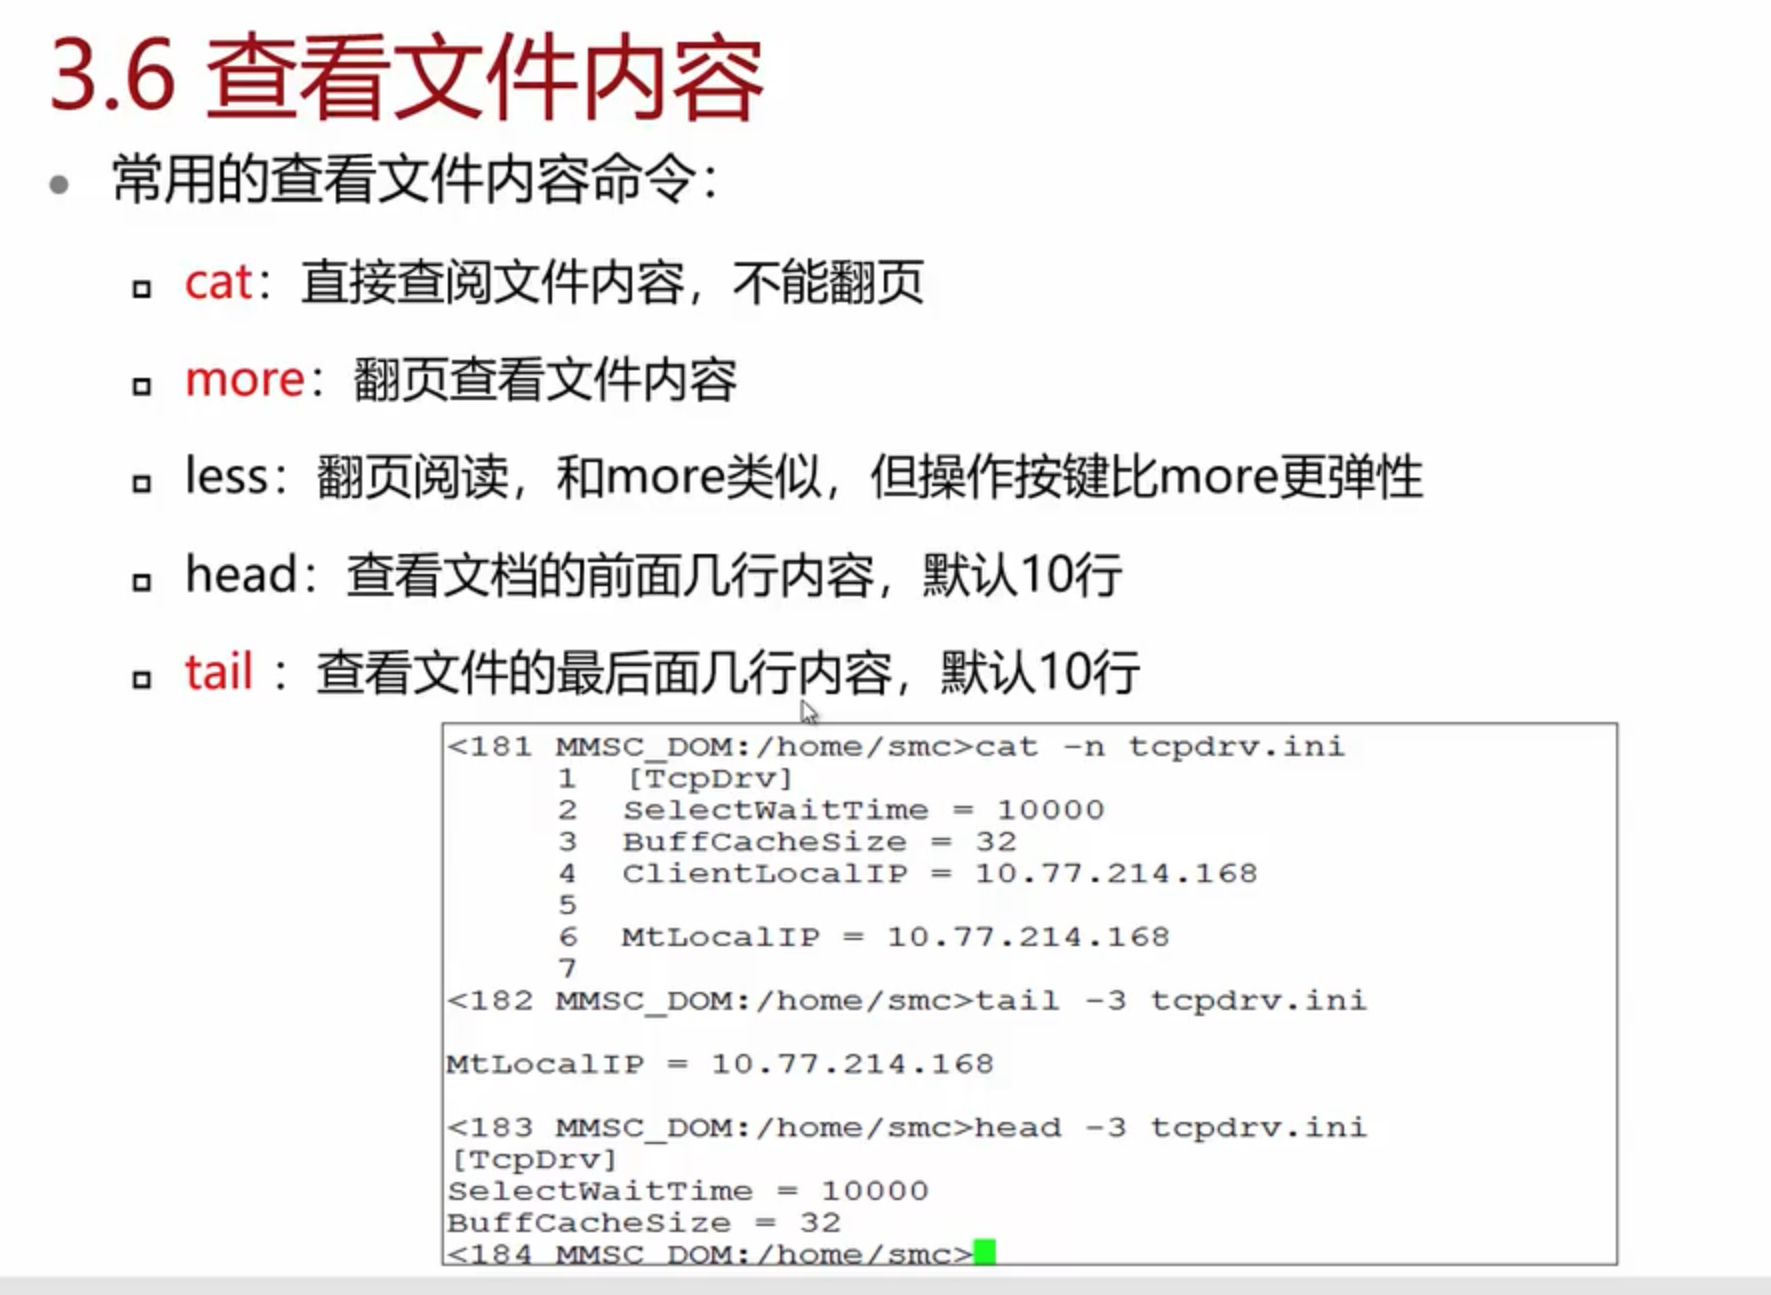 3.6 查看文件内容
常用的查看文件内容命令：
cat：直接查阅文件内容，不能翻页
more：翻页查看文件内容
less：翻页阅读，和more类似，但操作按键比more更弹性
head：查看文档的前面几行内容，默认10行
tail ：查看文件的最后面几行内容，默认10行
<181 MMSC_DOM:/home/smc>cat -n tcpdrv.ini
1 [TcpDrv]
2 SelectWaitTime = 10000
3 BuffCacheSize = 32
4 ClientLocalIP = 10.77.214.168
5
6 MtLocalIP = 10.77.214.168
7
<182 MMSC_DOM:/home/smc>tail -3 tcpdrv.ini
MtLocalIP = 10.77.214.168
<183 MMSC_DOM:/home/smc>head -3 tcpdrv.ini
[TcpDrv]
SelectWaitTime = 10000
BuffCacheSize = 32
<184 MMSC_DOM:/home/smc>